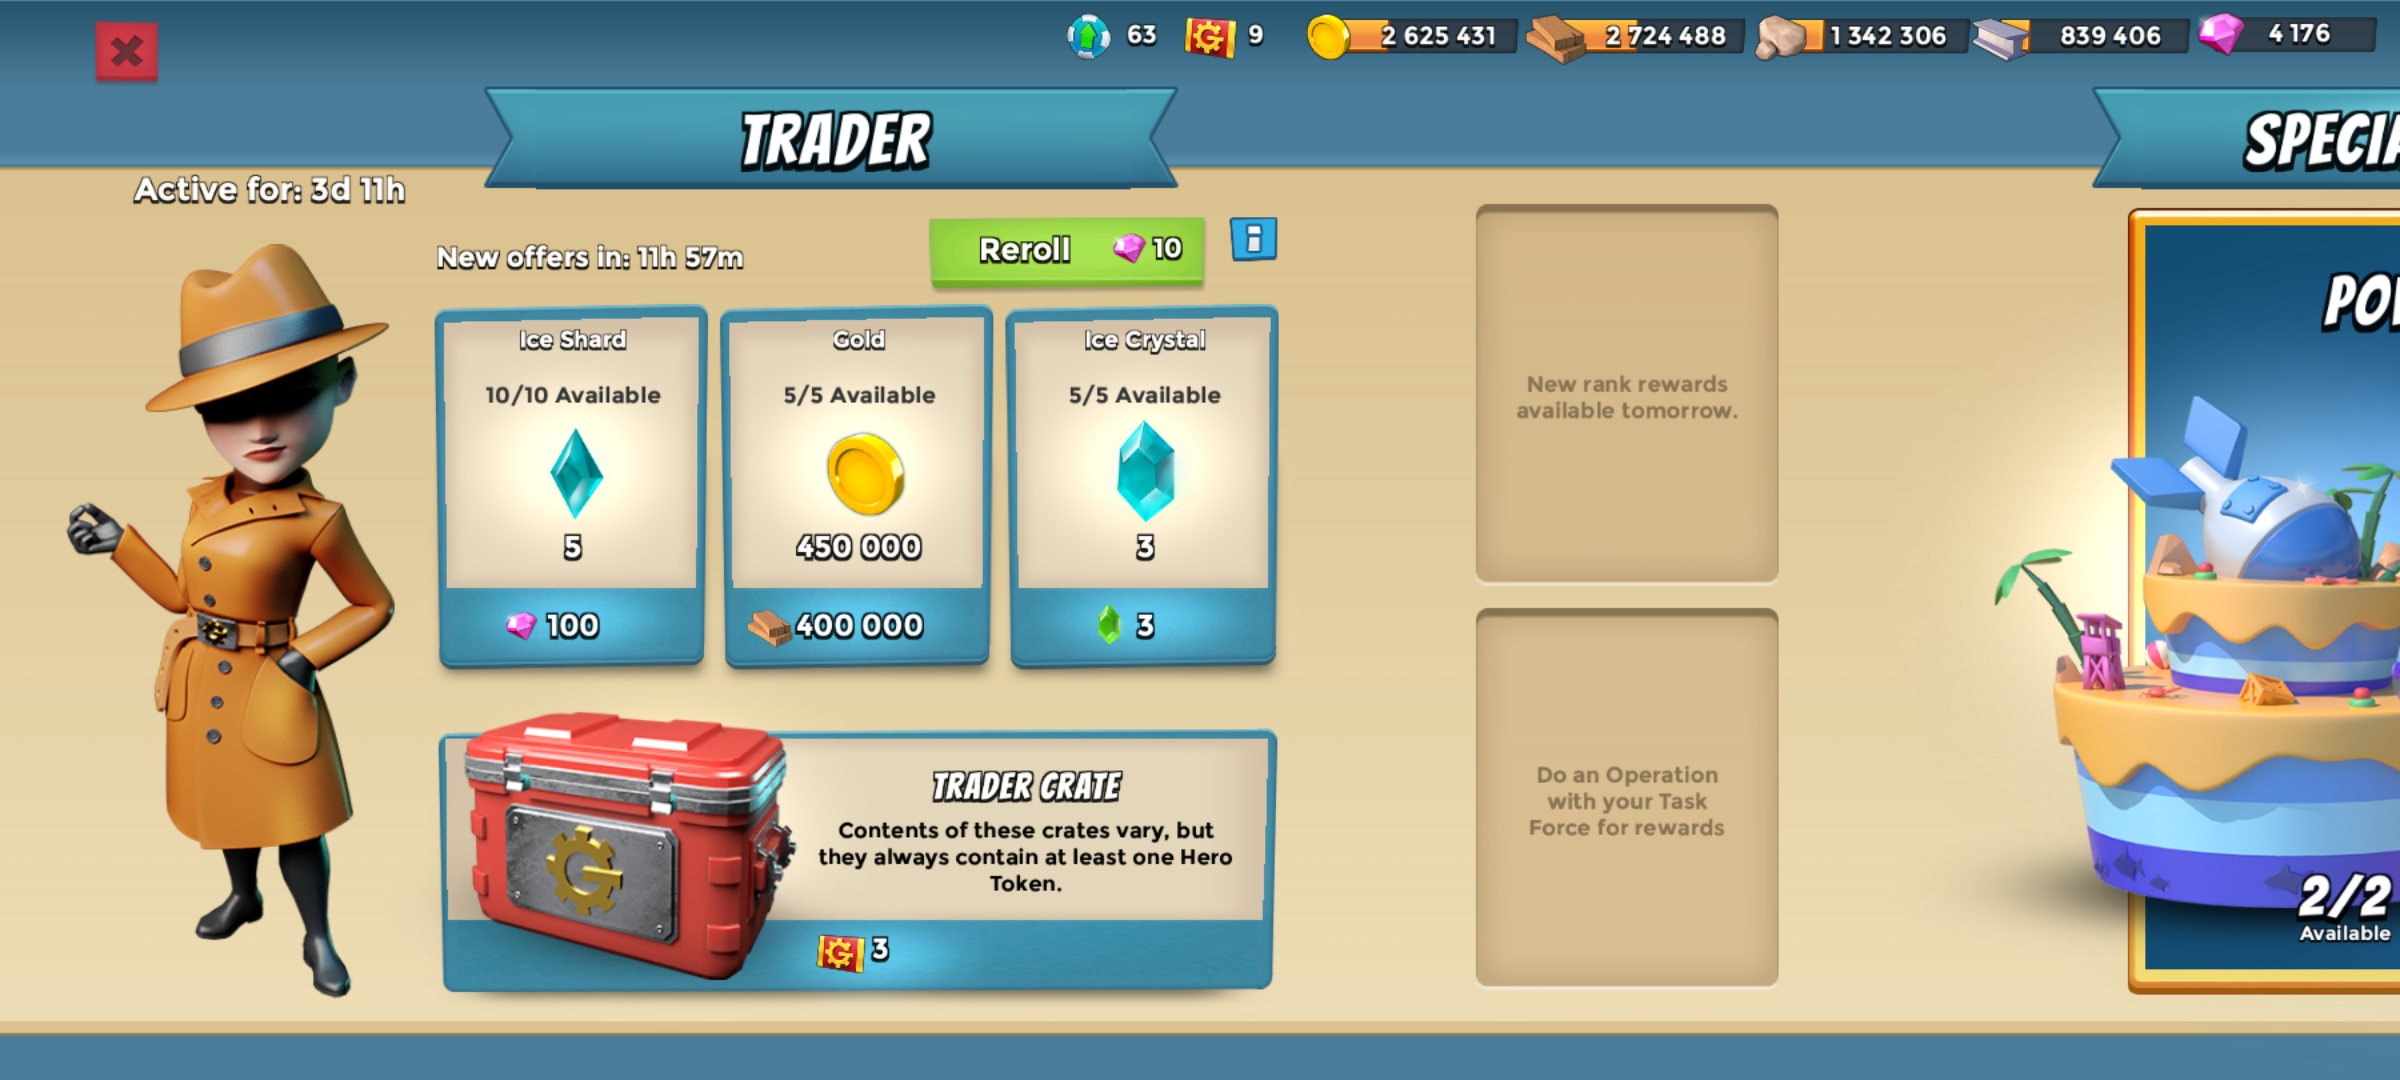 63
9
2 625 431
2 724 488
1 342 306
839 406
4 176
TRADER
Active for: 3d 11h
New offers in: 11h 57m
Reroll 10
Ice Shard
10/10 Available
5
100
Gold
5/5 Available
450 000
400 000
Ice Crystal
5/5 Available
3
3
TRADER CRATE
Contents of these crates vary, but
they always contain at least one Hero
Token.
3
New rank rewards
available tomorrow.
Do an Operation
with your Task
Force for rewards
2/2
Available